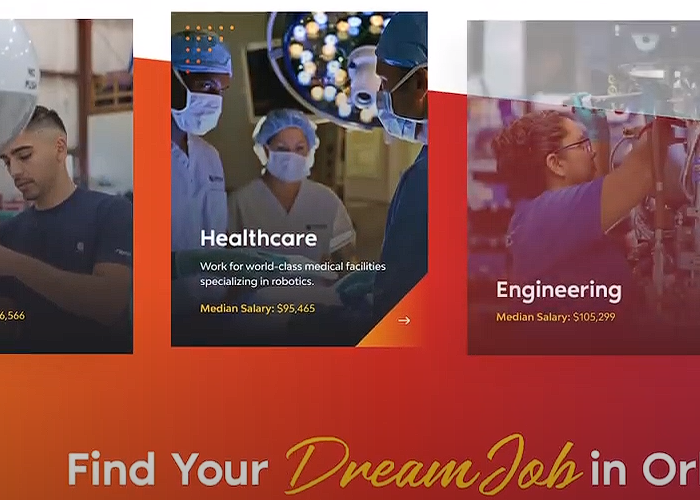 Healthcare
Work for world-class medical facilities
specializing in robotics.
Median Salary: $95,465
→
Engineering
Median Salary: $105,299
6,566
Find Your Dream Job in Or